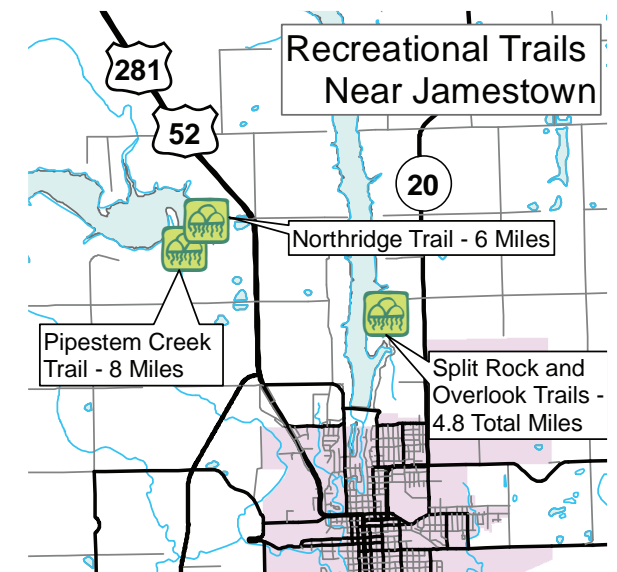 Recreational Trails
Near Jamestown
281
52
20
Northridge Trail - 6 Miles
Pipestem Creek
Trail - 8 Miles
Split Rock and
Overlook Trails -
4.8 Total Miles